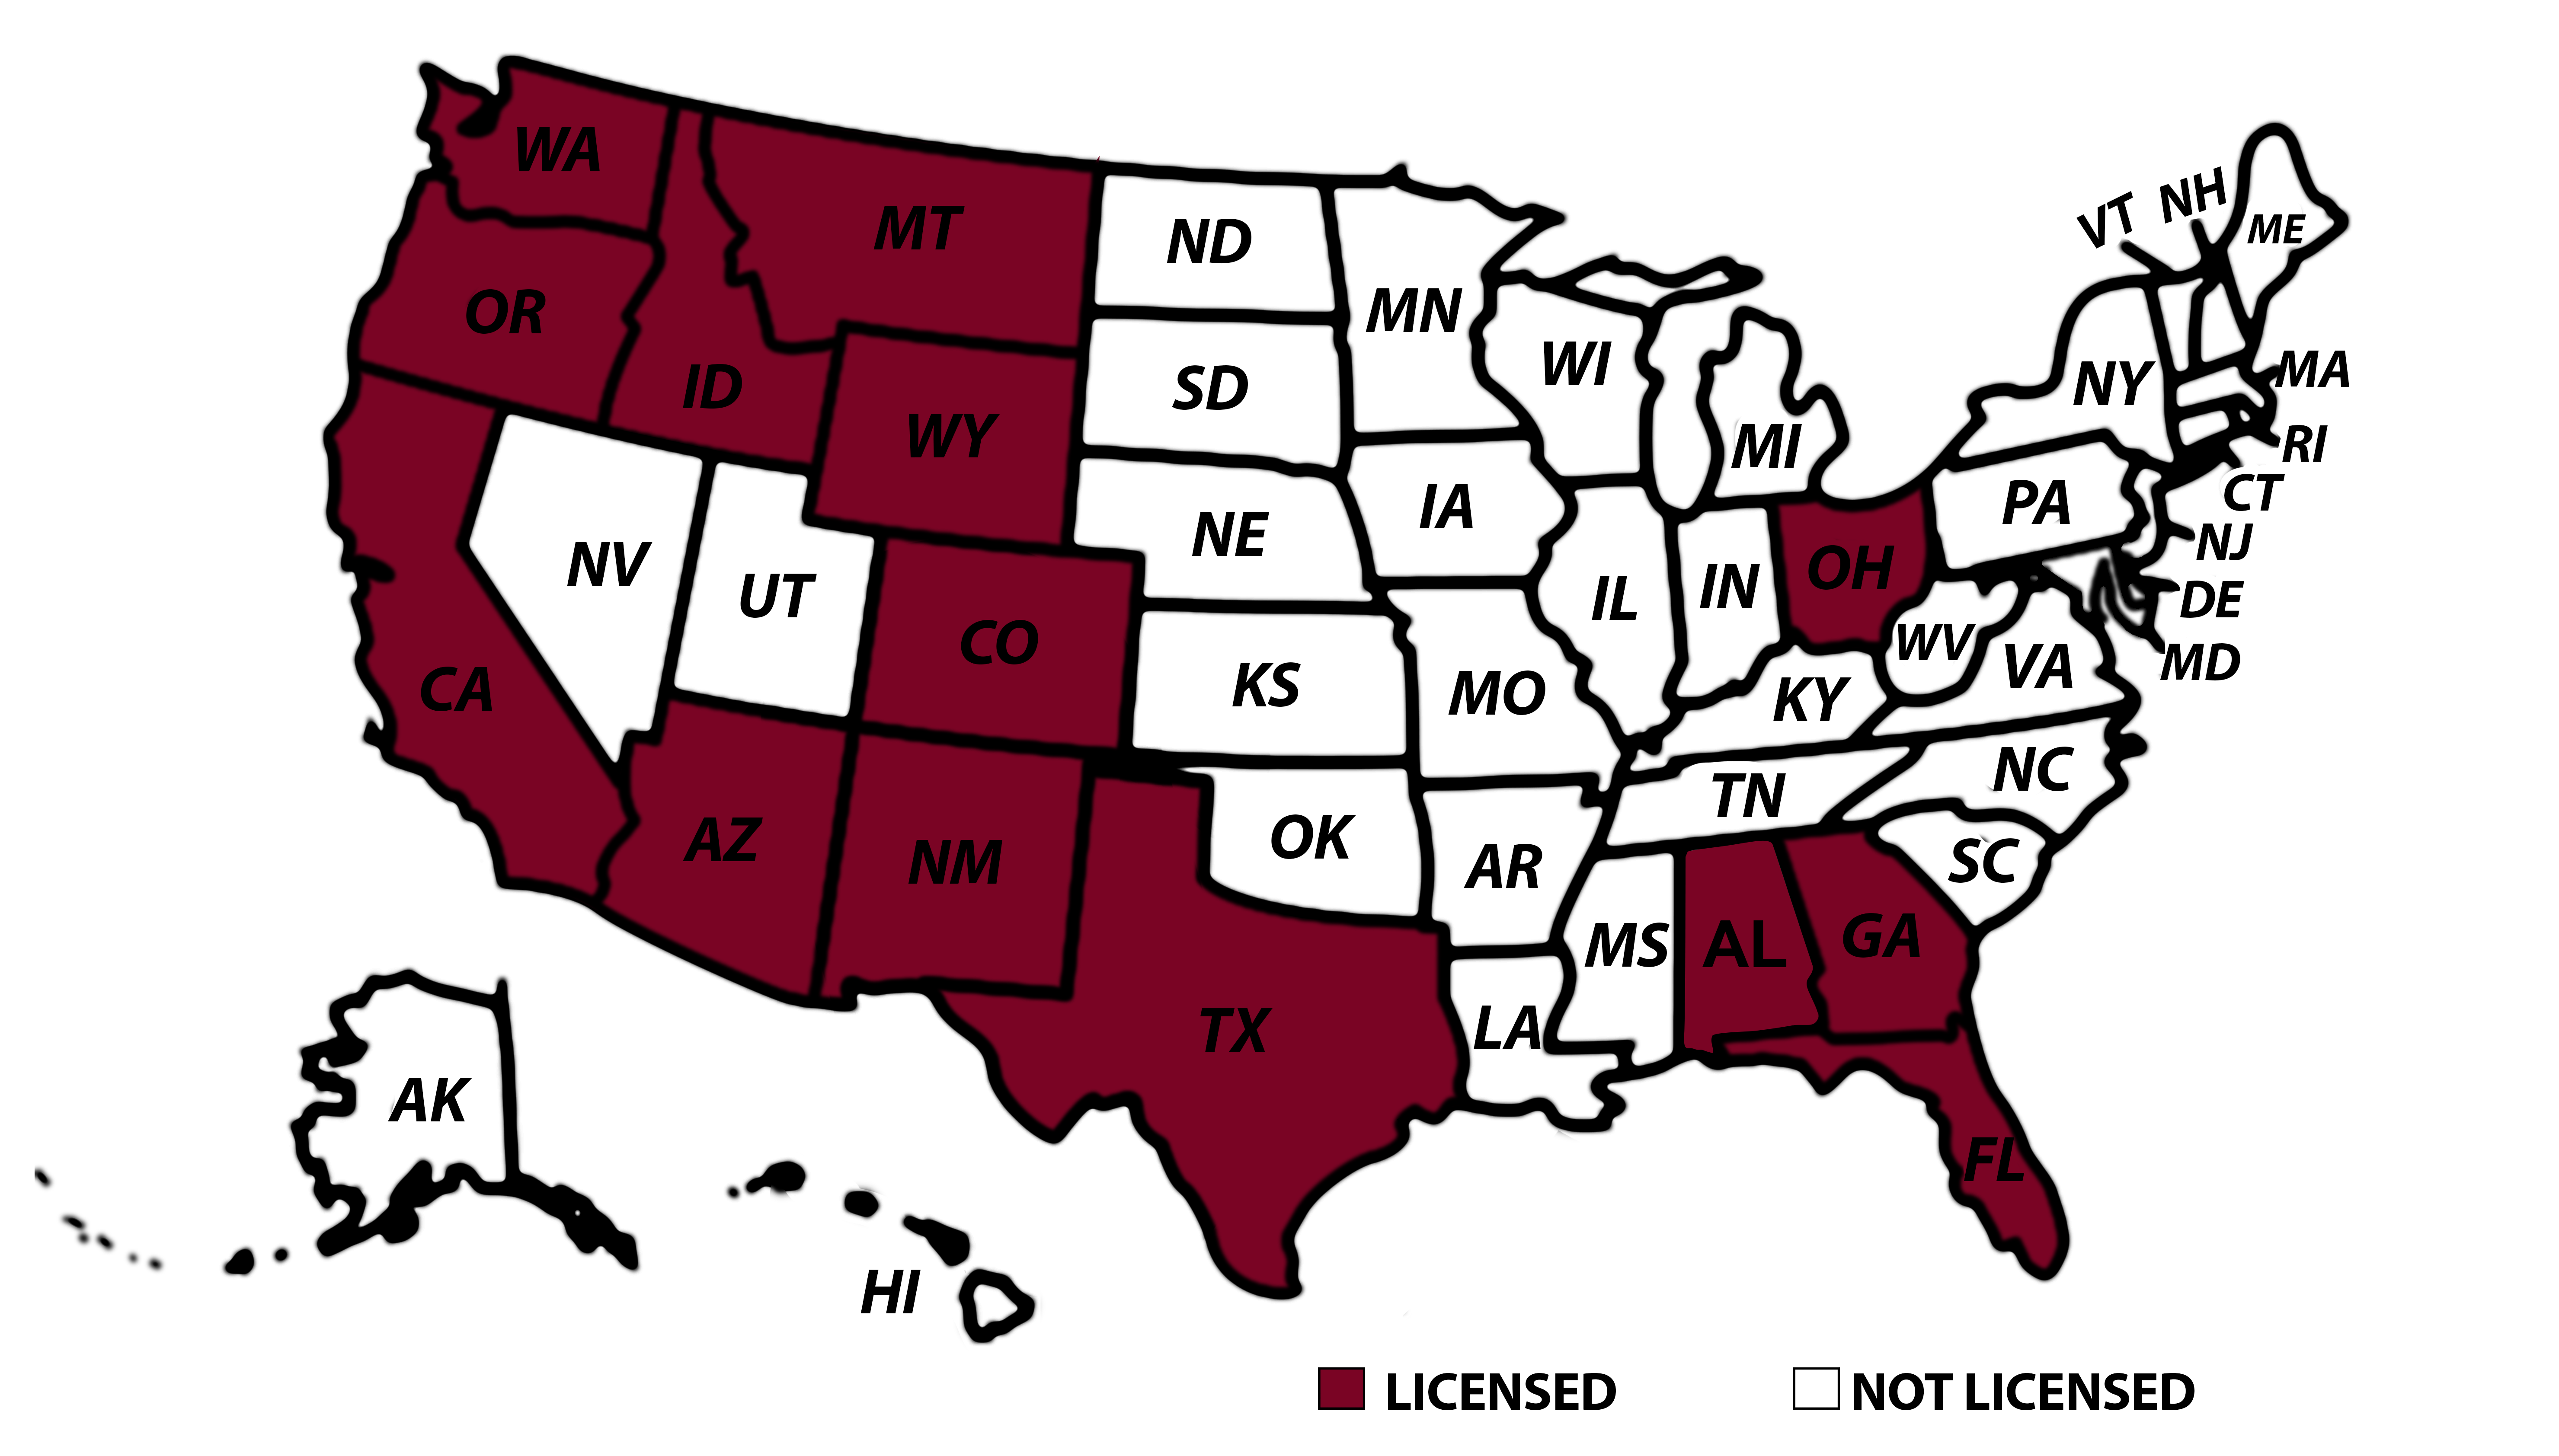 WA
MT
ND
MN
VT
NH
ME
OR
ID
WY
SD
WI
MI
NY
MA
RI
CT
NJ
DE
MD
NV
UT
CO
NE
IA
IL
IN
OH
PA
WV
VA
CA
KS
MO
KY
AZ
NM
OK
AR
TN
NC
SC
TX
LA
MS
AL
GA
FL
AK
HI
LICENSED
NOT LICENSED